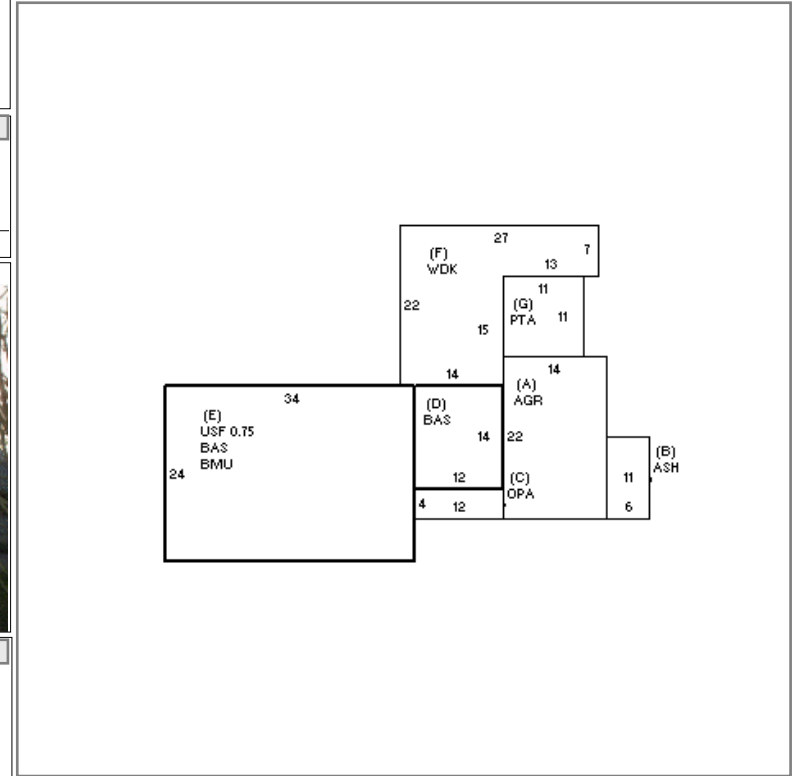 27
(F)
WDK
7
13
11
22
(G)
PTA
11
15
14
14
34
(D)
BAS
(A)
AGR
(E)
USF 0.75
BAS
BMU
14
22
(B)
ASH
24
12
(C)
OPA
11
4
12
6